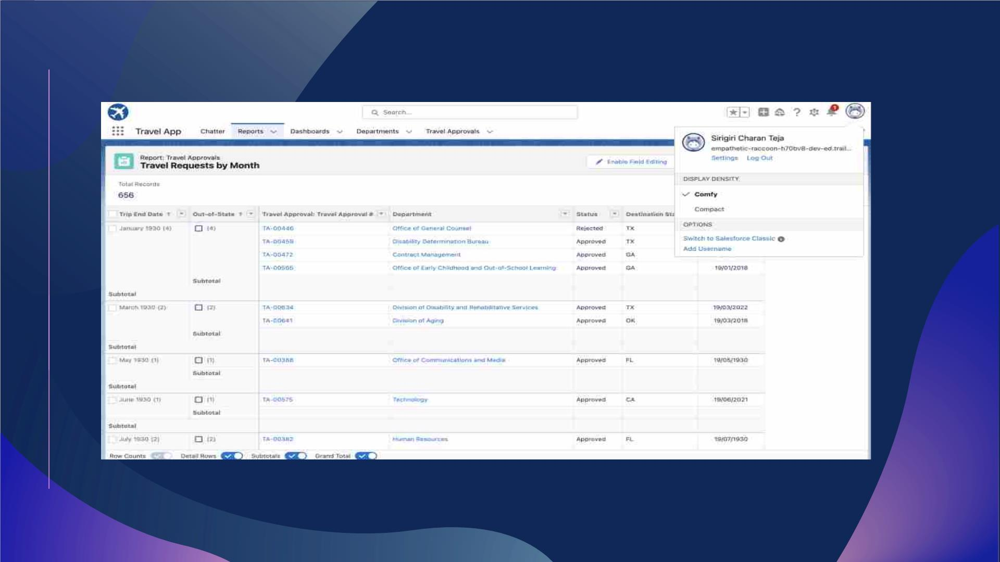 Search...
Travel App Chatter Reports Dashboards Departments Travel Approvals
Sirigiri Charan Teja
empathetic-raccoon-h70bv8-dev-ed.trail...
Settings Log Out
Report: Travel Approvals
Travel Requests by Month
Enable Field Editing
DISPLAY DENSITY
Comfy
Compact
OPTIONS
Switch to Salesforce Classic
Add Username
Total Records
656
Trip End Date ↑ Out-of-State ↑ Travel Approval: Travel Approval # Department Status Destination Sta
January 1930 (4) (4) TA-00446 Office of General Counsel Rejected TX
TA-00459 Disability Determination Bureau Approved TX
TA-00472 Contract Management Approved GA
TA-00565 Office of Early Childhood and Out-of-School Learning Approved GA 19/01/2018
Subtotal
Subtotal
March 1930 (2) (2) TA-00634 Division of Disability and Rehabilitative Services Approved TX 19/03/2022
TA-00641 Division of Aging Approved OK 19/03/2018
Subtotal
Subtotal
May 1930 (1) (1) TA-00388 Office of Communications and Media Approved FL 19/05/1930
Subtotal
Subtotal
June 1930 (1) (1) TA-00575 Technology Approved CA 19/06/2021
Subtotal
Subtotal
July 1930 (2) (2) TA-00382 Human Resources Approved FL 19/07/1930
Row Counts Detail Rows Subtotals Grand Total